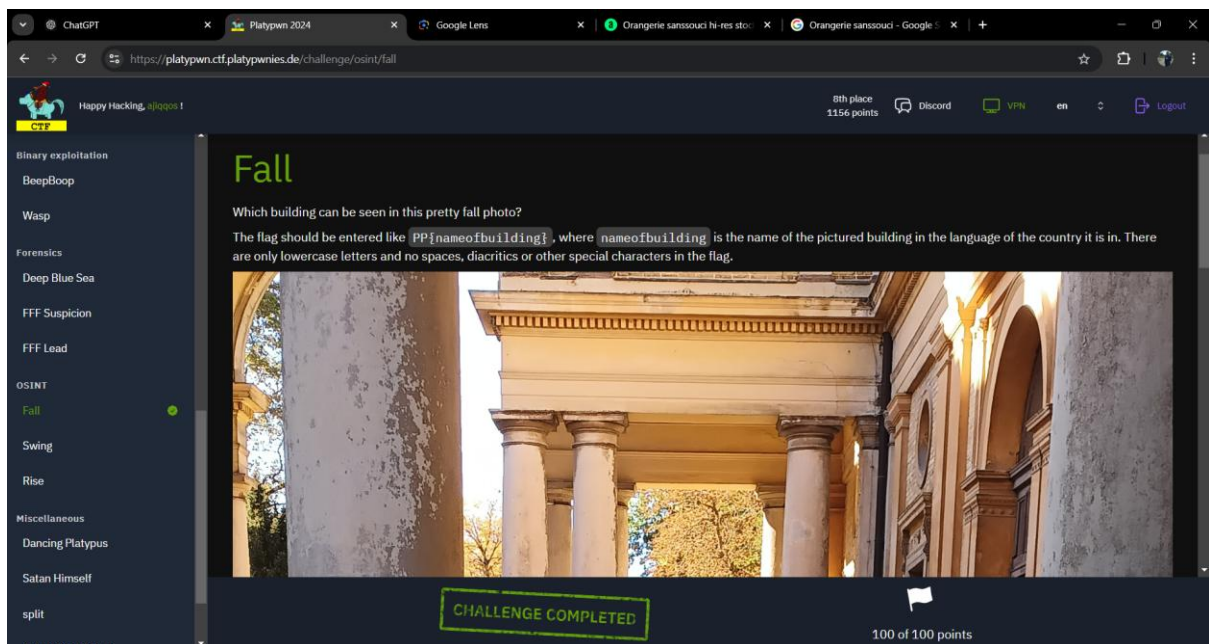 ChatGPT
Platypwn 2024
Google Lens
Orangerie sanssouci hi-res stoc
Orangerie sanssouci - Google S
https://platypwn.ctf.platypwnies.de/challenge/osint/fall
CTF
Happy Hacking, ajiqqos !
8th place
1156 points
Discord
VPN
en
Logout
Binary exploitation
BeepBoop
Wasp
Forensics
Deep Blue Sea
FFF Suspicion
FFF Lead
OSINT
Fall
Swing
Rise
Miscellaneous
Dancing Platypus
Satan Himself
split
Fall
Which building can be seen in this pretty fall photo?
The flag should be entered like PP{nameofbuilding}, where nameofbuilding is the name of the pictured building in the language of the country it is in. There
are only lowercase letters and no spaces, diacritics or other special characters in the flag.
CHALLENGE COMPLETED
100 of 100 points